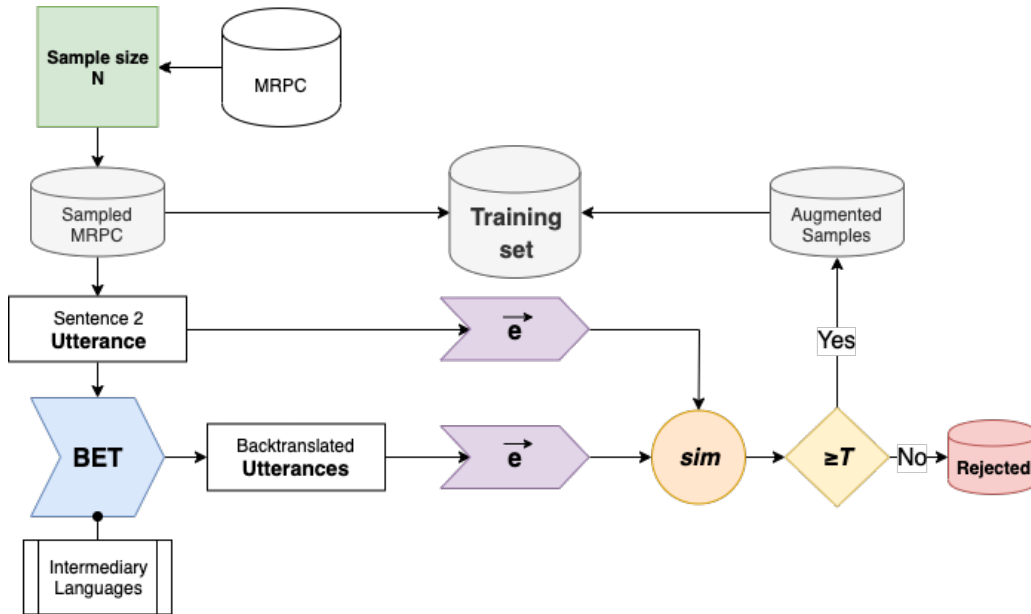 Sample size
N
MRPC
Sampled
MRPC
Training
set
Augmented
Samples
Sentence 2
Utterance
e
Yes
BET
Backtranslated
Utterances
e
sim
≥T
No
Rejected
Intermediary
Languages